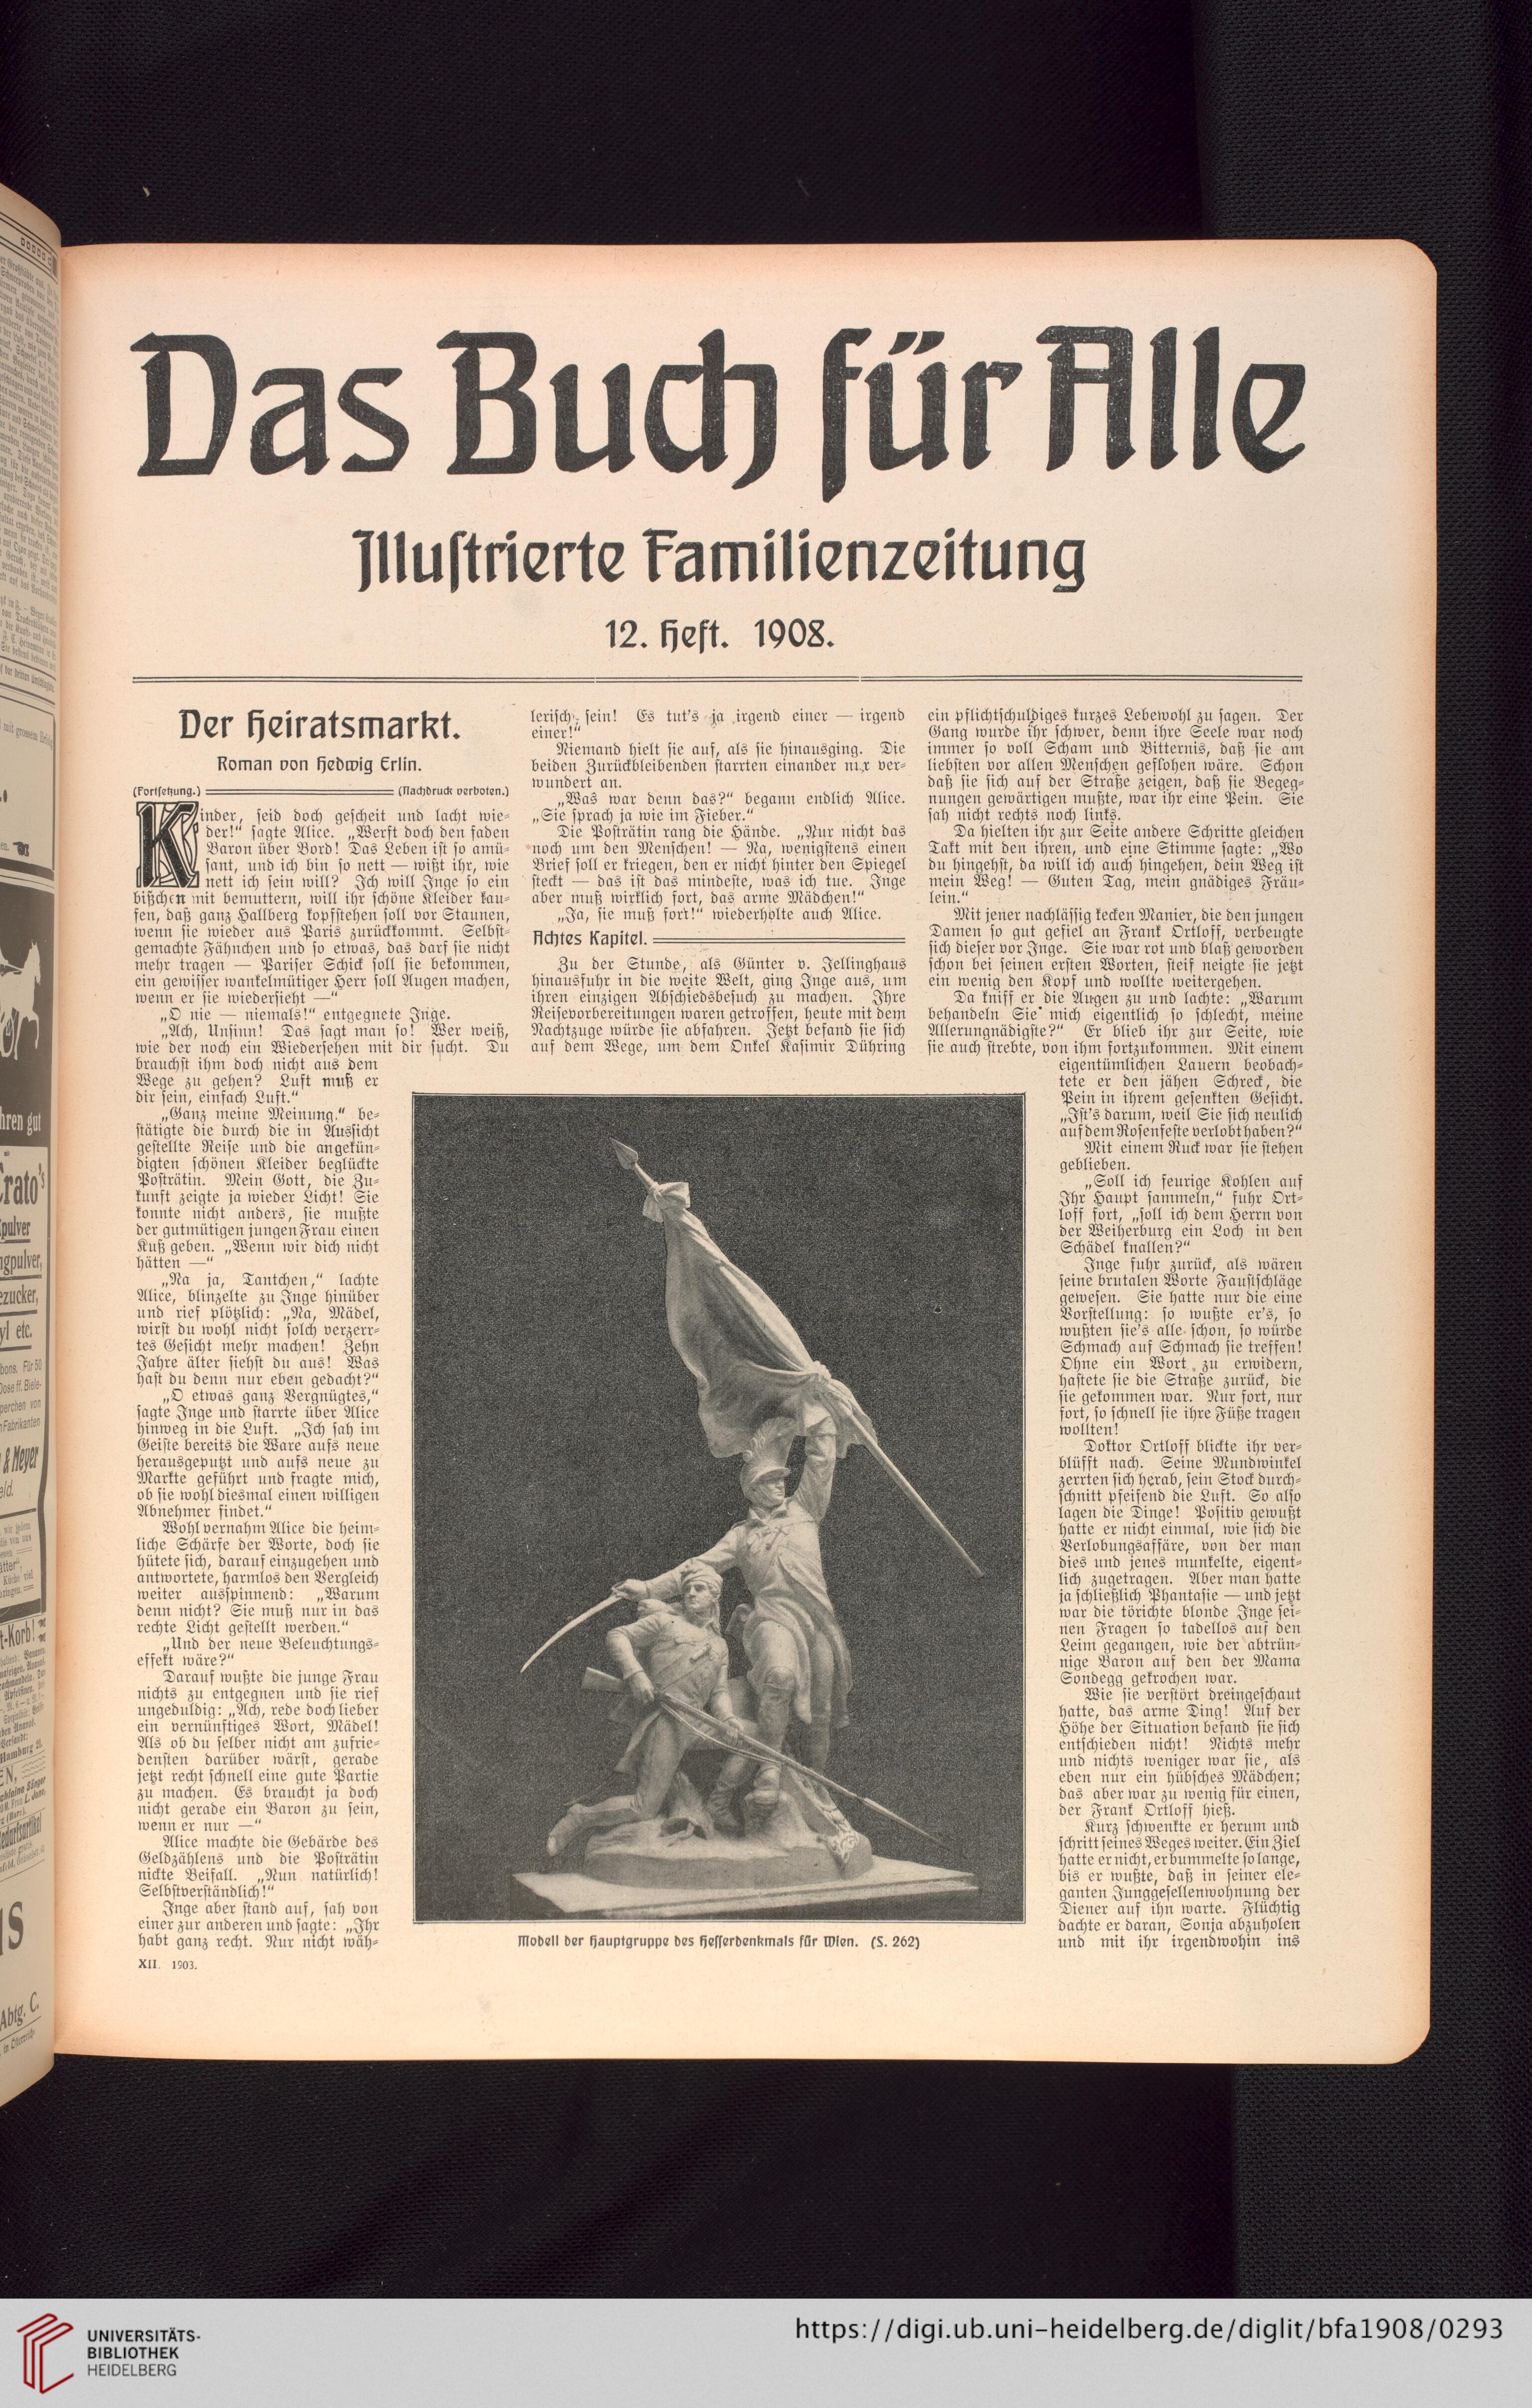 Das Buch für Alle
Illustrierte Familienzeitung
12. Heft. 1908.
Der Heiratsmarkt.
Roman von Hedwig Erlin.
(Fortsetzung.) (Nachdruck verboten.)
Kinder, seid doch gescheit und lacht wie-
der!“ sagte Alice. „Werft doch den faden
Baron über Bord! Das Leben ist so amü-
sant, und ich bin so nett — wißt ihr, wie
nett ich sein will? Ich will Inge so ein
bißchen mit bemuttern, will ihr schöne Kleider kau-
fen, daß ganz Hallberg kopfstehen soll vor Staunen,
wenn sie wieder aus Paris zurückkommt. Selbst-
gemachte Fähnchen und so etwas, das darf sie nicht
mehr tragen — Pariser Schick soll sie bekommen,
ein gewisser wankelmütiger Herr soll Augen machen,
wenn er sie wiedersieht —“
„O nie — niemals!“ entgegnete Inge.
„Ach, Unsinn! Das sagt man so! Wer weiß,
wie der noch ein Wiedersehen mit dir sucht. Du
brauchst ihm doch nicht aus dem
Wege zu gehen? Luft muß er
dir sein, einfach Luft.“
„Ganz meine Meinung.“ be-
stätigte die durch die in Aussicht
gestellte Reise und die angekün-
digten schönen Kleider beglückte
Posträtin. Mein Gott, die Zu-
kunft zeigte ja wieder Licht! Sie
konnte nicht anders, sie mußte
der gutmütigen jungen Frau einen
Kuß geben. „Wenn wir dich nicht
hätten —“
„Na ja, Tantchen,“ lachte
Alice, blinzelte zu Inge hinüber
und rief plötzlich: „Na, Mädel,
wirst du wohl nicht solch verzerr-
tes Gesicht mehr machen! Zehn
Jahre älter siehst du aus! Was
hast du denn nur eben gedacht?“
„O etwas ganz Vergnügtes,“
sagte Inge und starrte über Alice
hinweg in die Luft. „Ich sah im
Geiste bereits die Ware aufs neue
herausgeputzt und aufs neue zu
Markte geführt und fragte mich,
ob sie wohl diesmal einen willigen
Abnehmer findet.“
Wohl vernahm Alice die heim-
liche Schärfe der Worte, doch sie
hütete sich, darauf einzugehen und
antwortete, harmlos den Vergleich
weiter ausspinnend: „Warum
denn nicht? Sie muß nur in das
rechte Licht gestellt werden.“
„Und der neue Beleuchtungs-
effekt wäre?“
Darauf wußte die junge Frau
nichts zu entgegnen und sie rief
ungeduldig: „Ach, rede doch lieber
ein vernünftiges Wort, Mädel!
Als ob du selber nicht am zufrie-
densten darüber wärst, gerade
jetzt recht schnell eine gute Partie
zu machen. Es braucht ja doch
nicht gerade ein Baron zu sein,
wenn er nur —“
Alice machte die Gebärde des
Geldzählens und die Posträtin
nickte Beifall. „Nun natürlich!
Selbstverständlich!“
Inge aber stand auf, sah von
einer zur anderen und sagte: „Ihr
habt ganz recht. Nur nicht wäh-
XII. 1903.
lerisch sein! Es tut's ja irgend einer — irgend
einer!“
Niemand hielt sie auf, als sie hinausging. Die
beiden Zurückbleibenden starrten einander nur ver-
wundert an.
„Was war denn das?“ begann endlich Alice.
„Sie sprach ja wie im Fieber.“
Die Posträtin rang die Hände. „Nur nicht das
noch um den Menschen! — Na, wenigstens einen
Brief soll er kriegen, den er nicht hinter den Spiegel
steckt — das ist das mindeste, was ich tue. Inge
aber muß wirklich fort, das arme Mädchen!“
„Ja, sie muß fort!“ wiederholte auch Alice.
Achtes Kapitel.
Zu der Stunde, als Günter v. Jellinghaus
hinausfuhr in die weite Welt, ging Inge aus, um
ihren einzigen Abschiedsbesuch zu machen. Ihre
Reisevorbereitungen waren getroffen, heute mit dem
Nachtzuge würde sie abfahren. Jetzt befand sie sich
auf dem Wege, um dem Onkel Kasimir Dühring
ein pflichtschuldiges kurzes Lebewohl zu sagen. Der
Gang wurde ihr schwer, denn ihre Seele war noch
immer so voll Scham und Bitternis, daß sie am
liebsten vor allen Menschen geflohen wäre. Schon
daß sie sich auf der Straße zeigen, daß sie Begeg-
nungen gewärtigen mußte, war ihr eine Pein. Sie
sah nicht rechts noch links.
Da hielten ihr zur Seite andere Schritte gleichen
Takt mit den ihren, und eine Stimme sagte: „Wo
du hingehst, da will ich auch hingehen, dein Weg ist
mein Weg! — Guten Tag, mein gnädiges Fräu-
lein.“
Mit jener nachlässig kecken Manier, die den jungen
Damen so gut gefiel an Frank Ortloff, verbeugte
sich dieser vor Inge. Sie war rot und blaß geworden
schon bei seinen ersten Worten, steif neigte sie jetzt
ein wenig den Kopf und wollte weitergehen.
Da kniff er die Augen zu und lachte: „Warum
behandeln Sie mich eigentlich so schlecht, meine
Allerungnädigste?“ Er blieb ihr zur Seite, wie
sie auch strebte, von ihm fortzukommen. Mit einem
eigentümlichen Lauern beobach-
tete er den jähen Schreck, die
Pein in ihrem gesenkten Gesicht.
„Ist's darum, weil Sie sich neulich
auf dem Rosenfeste verlobt haben?“
Mit einem Ruck war sie stehen
geblieben.
„Soll ich feurige Kohlen auf
Ihr Haupt sammeln,“ fuhr Ort-
loff fort, „soll ich dem Herrn von
der Weiherburg ein Loch in den
Schädel knallen?“
Inge fuhr zurück, als wären
seine brutalen Worte Faustschläge
gewesen. Sie hatte nur die eine
Vorstellung: so wußte er's, so
wußten sie's alle schon, so würde
Schmach auf Schmach sie treffen!
Ohne ein Wort zu erwidern,
hastete sie die Straße zurück, die
sie gekommen war. Nur fort, nur
fort, so schnell sie ihre Füße tragen
wollten!
Doktor Ortloff blickte ihr ver-
blüfft nach. Seine Mundwinkel
zerrten sich herab, sein Stock durch-
schnitt pfeifend die Luft. So also
lagen die Dinge! Positiv gewußt
hatte er nicht einmal, wie sich die
Verlobungsaffäre, von der man
dies und jenes munkelte, eigent-
lich zugetragen. Aber man hatte
ja schließlich Phantasie — und jetzt
war die törichte blonde Inge sei-
nen Fragen so tadellos auf den
Leim gegangen, wie der abtrün-
nige Baron auf den der Mama
Sondegg gekrochen war.
Wie sie verstört dreingeschaut
hatte, das arme Ding! Auf der
Höhe der Situation befand sie sich
entschieden nicht! Nichts mehr
und nichts weniger war sie, als
eben nur ein hübsches Mädchen;
das aber war zu wenig für einen,
der Frank Ortloff hieß.
Kurz schwenkte er herum und
schritt seines Weges weiter. Ein Ziel
hatte er nicht, er bummelte so lange,
bis er wußte, daß in seiner ele-
ganten Junggesellenwohnung der
Diener auf ihn warte. Flüchtig
dachte er daran, Sonja abzuholen
und mit ihr irgendwohin ins
Modell der Hauptgruppe des Hesserdenkmals für Wien. (S. 262)
hren gut
Crato's
pulver
ngpulver,
ezucker,
yl etc.
& Meyer
t-Korb!
Abtg. C.
UNIVERSITÄTS-
BIBLIOTHEK
HEIDELBERG
https://digi.ub.uni-heidelberg.de/diglit/bfa1908/0293